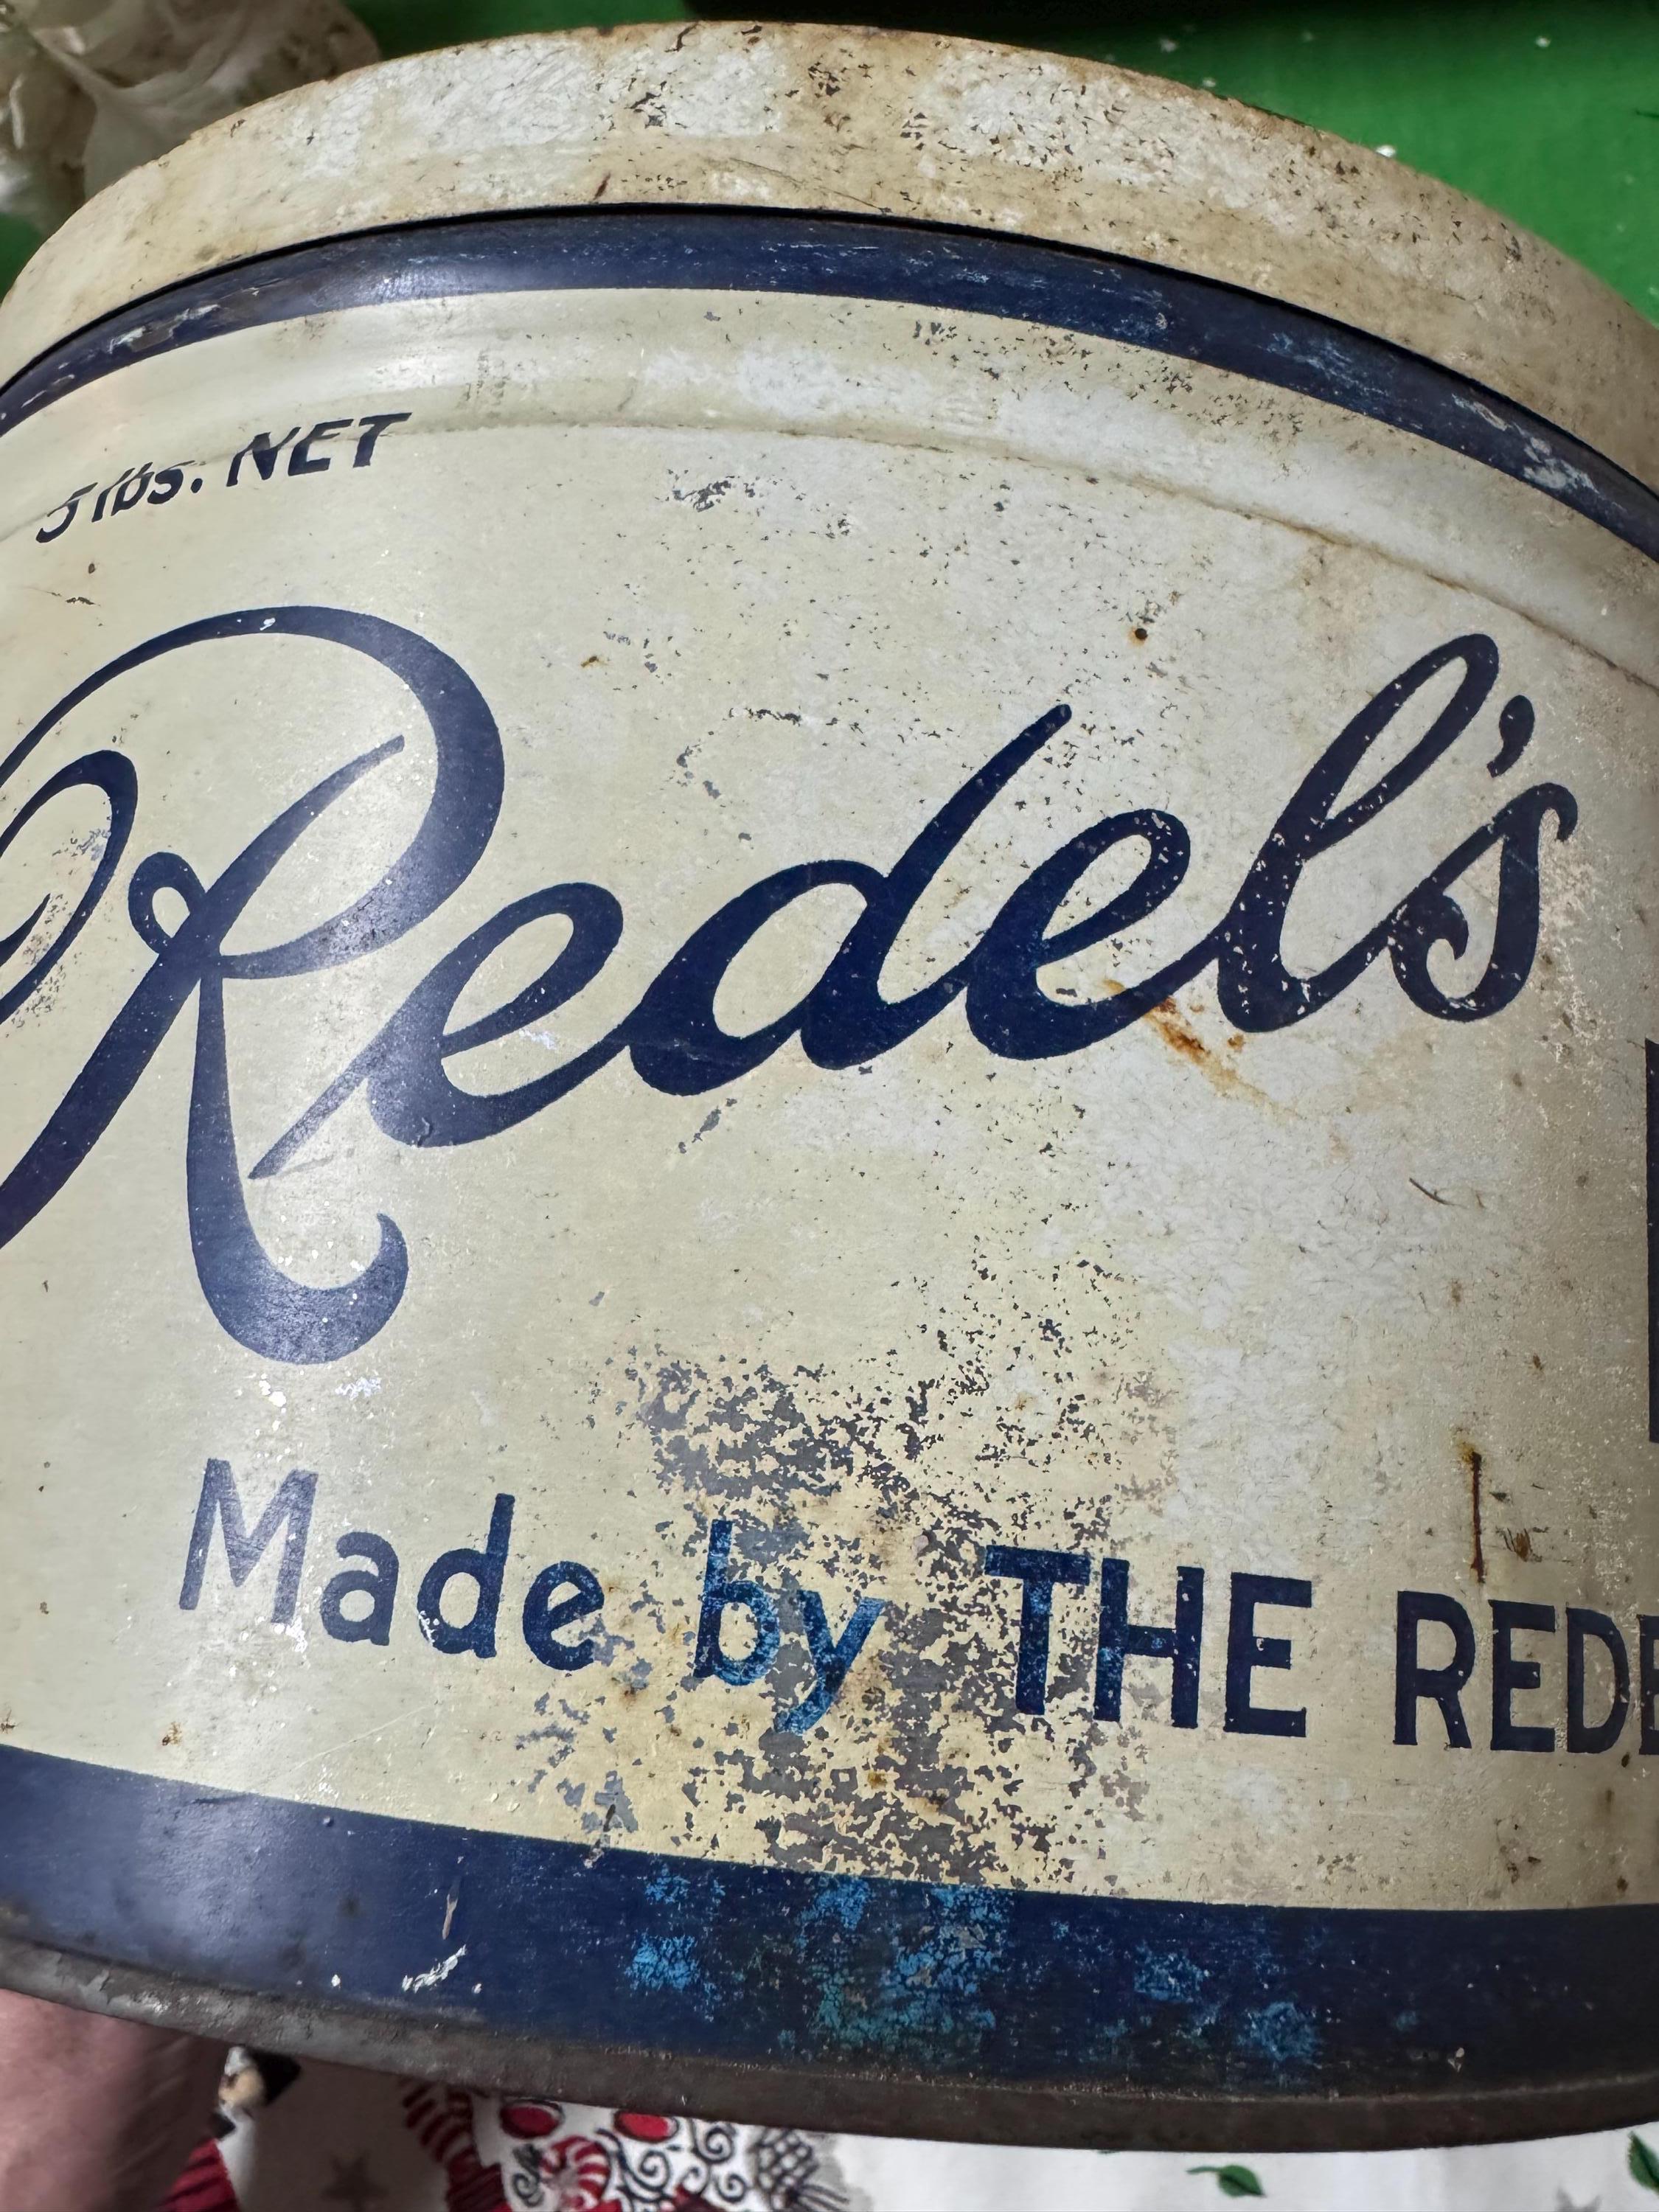 5 lbs. NET
Redel's
Made by THE REDE